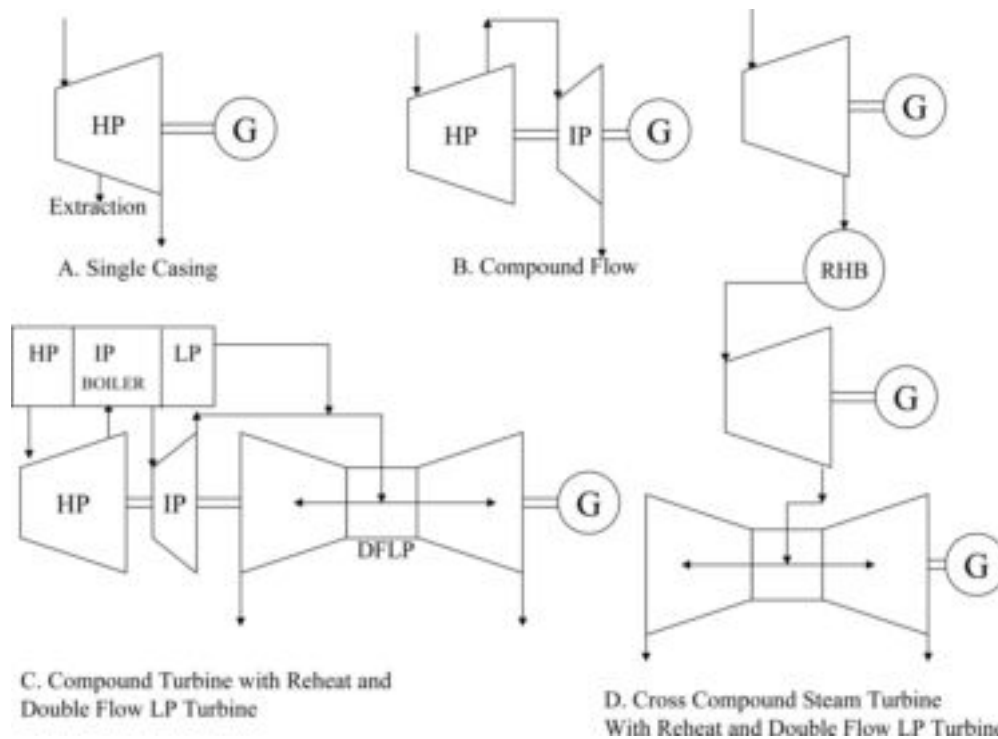 HP
G
Extraction
A. Single Casing
HP
IP
G
B. Compound Flow
G
RHB
G
G
D. Cross Compound Steam Turbine
With Reheat and Double Flow LP Turbine
HP
IP
LP
BOILER
HP
IP
DFLP
G
C. Compound Turbine with Reheat and
Double Flow LP Turbine